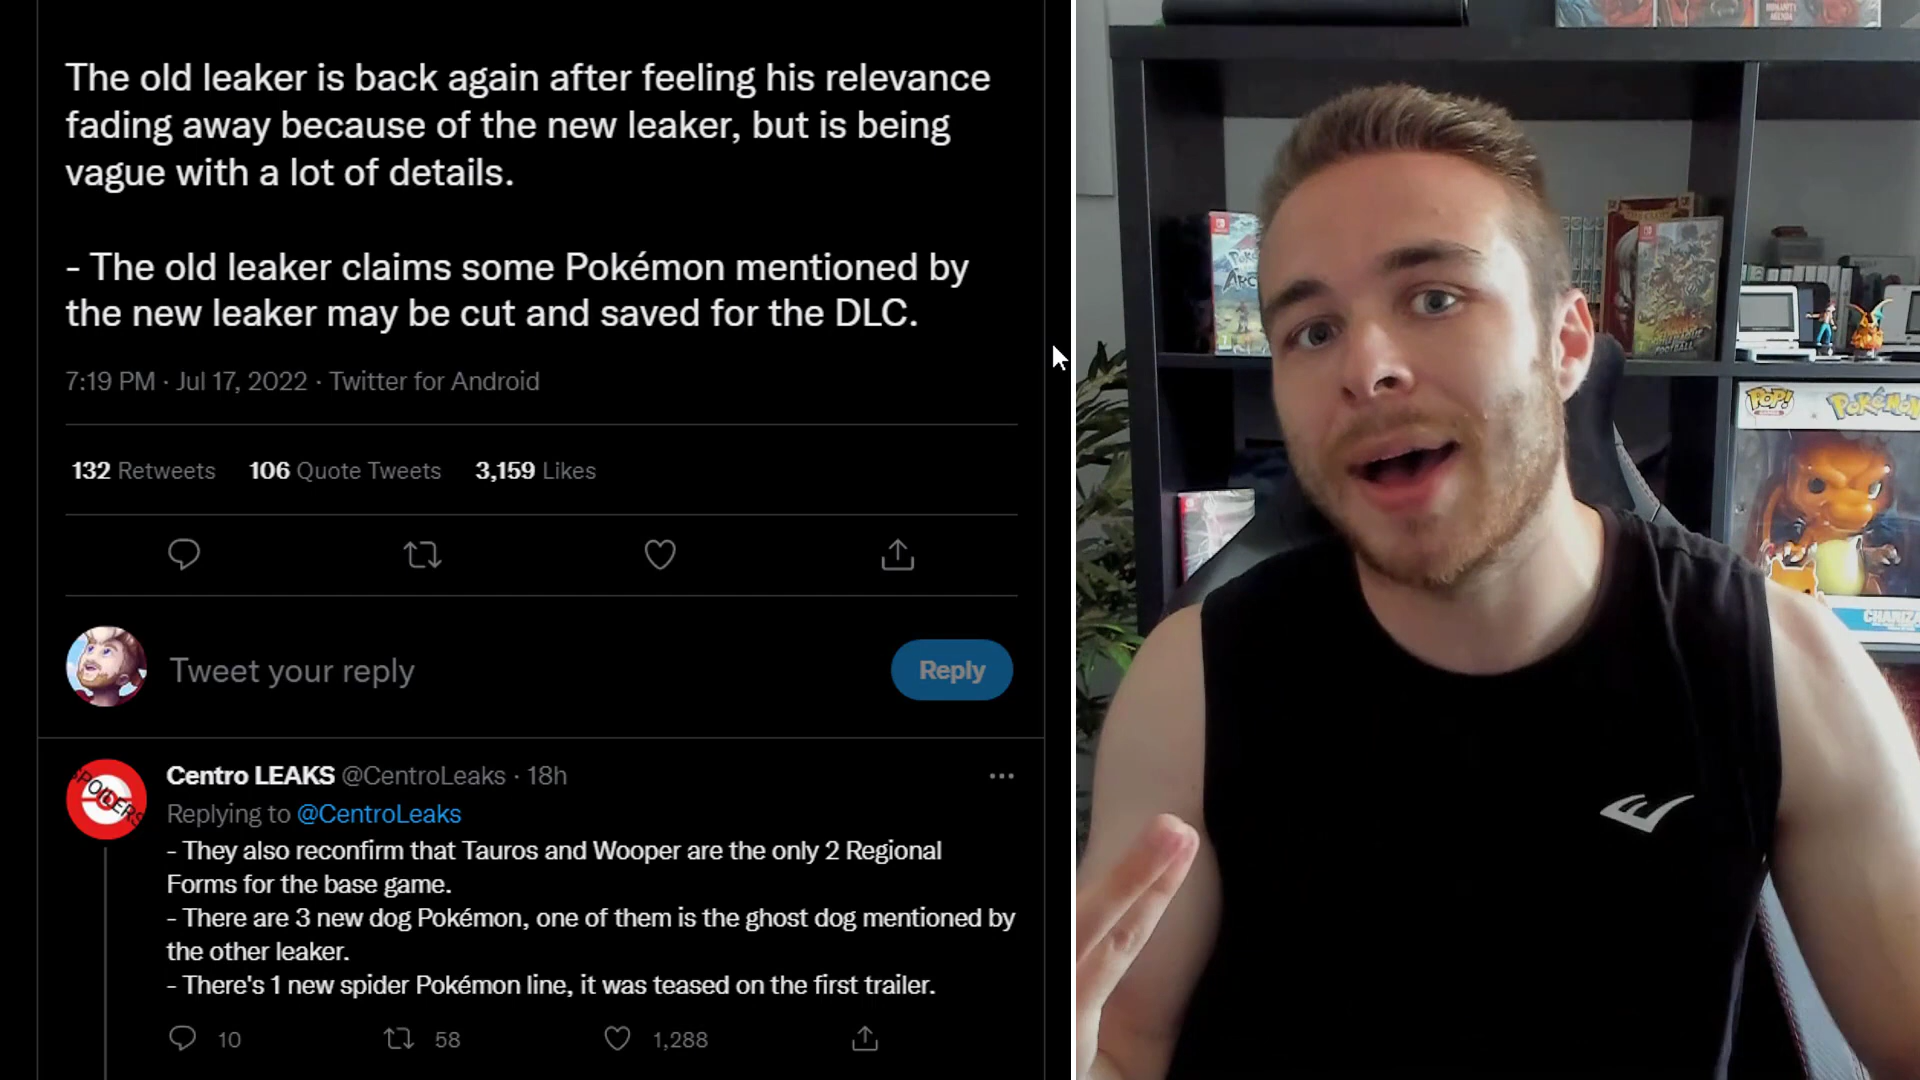 The old leaker is back again after feeling his relevance
fading away because of the new leaker, but is being
vague with a lot of details.
- The old leaker claims some Pokémon mentioned by
the new leaker may be cut and saved for the DLC.
7:19 PM · Jul 17, 2022 · Twitter for Android
132 Retweets 106 Quote Tweets 3,159 Likes
Tweet your reply
Reply
Centro LEAKS @CentroLeaks · 18h
Replying to @CentroLeaks
- They also reconfirm that Tauros and Wooper are the only 2 Regional
Forms for the base game.
- There are 3 new dog Pokémon, one of them is the ghost dog mentioned by
the other leaker.
- There's 1 new spider Pokémon line, it was teased on the first trailer.
10 58 1,288
SPOILERS
POP!
Pokémon
CHARIZA
FOOTBALL